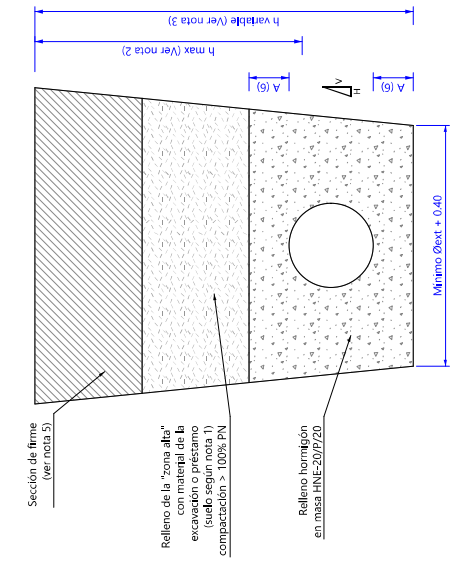 h variable (Ver nota 3)
h max (Ver nota 2)
A (6)
A (6)
V
H
Mínimo Øext + 0.40
Sección de firme
(ver nota 5)
Relleno de la "zona alta"
con material de la
excavación o préstamo
(suelo según nota 1)
compactación > 100% PN
Relleno hormigón
en masa HNE-20/P/20